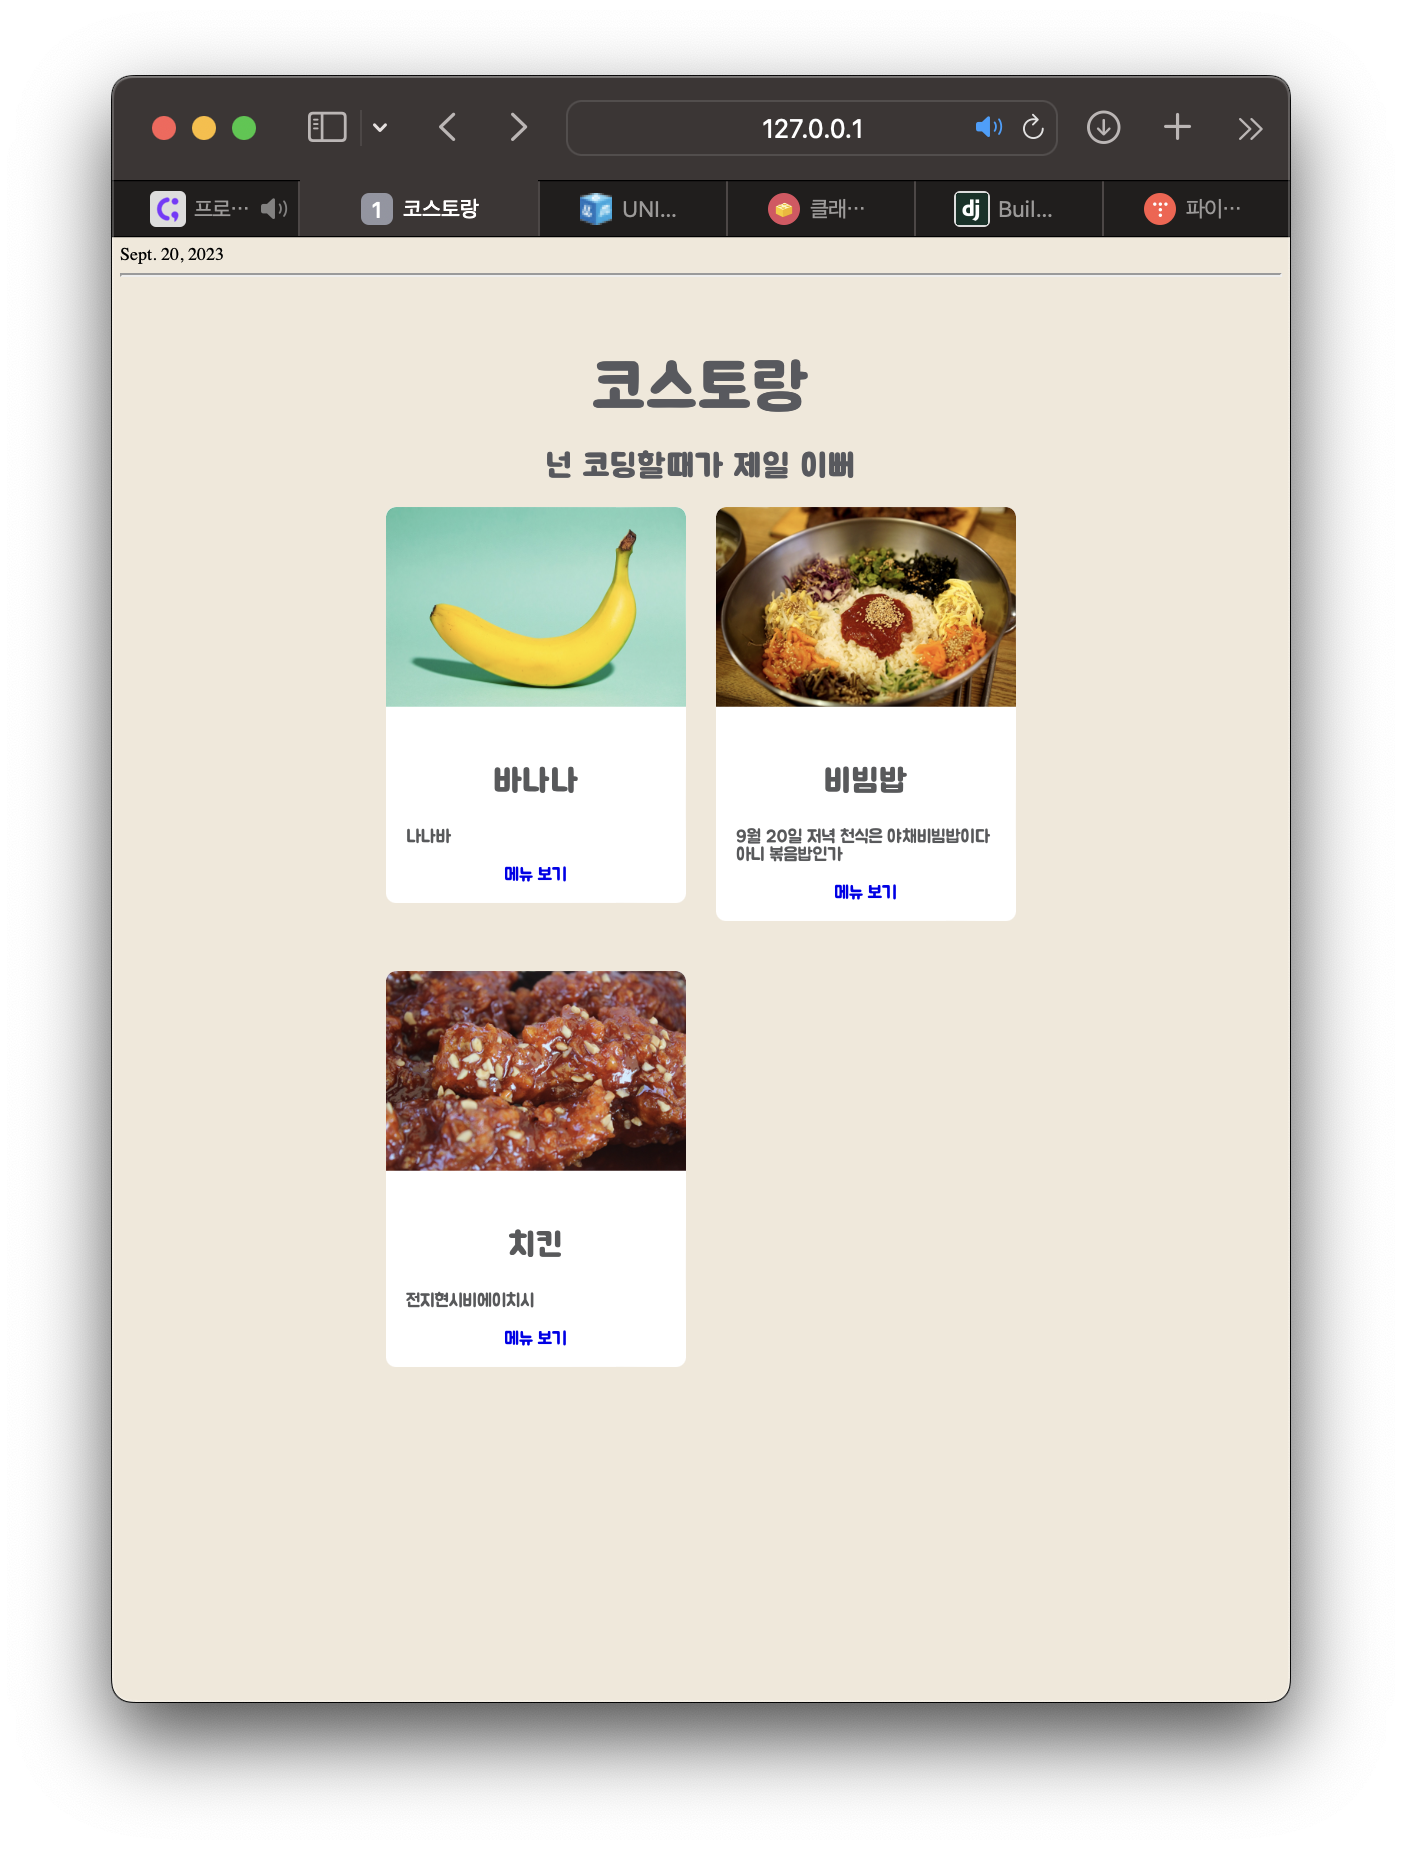 127.0.0.1
프로…
1 코스토랑
UNI...
클래…
dj Buil...
파이…
Sept. 20, 2023
코스토랑
넌 코딩할때가 제일 이뻐
바나나
나나바
메뉴 보기
비빔밥
9월 20일 저녁 천식은 야채비빔밥이다
아니 볶음밥인가
메뉴 보기
치킨
전지현시비에이치시
메뉴 보기